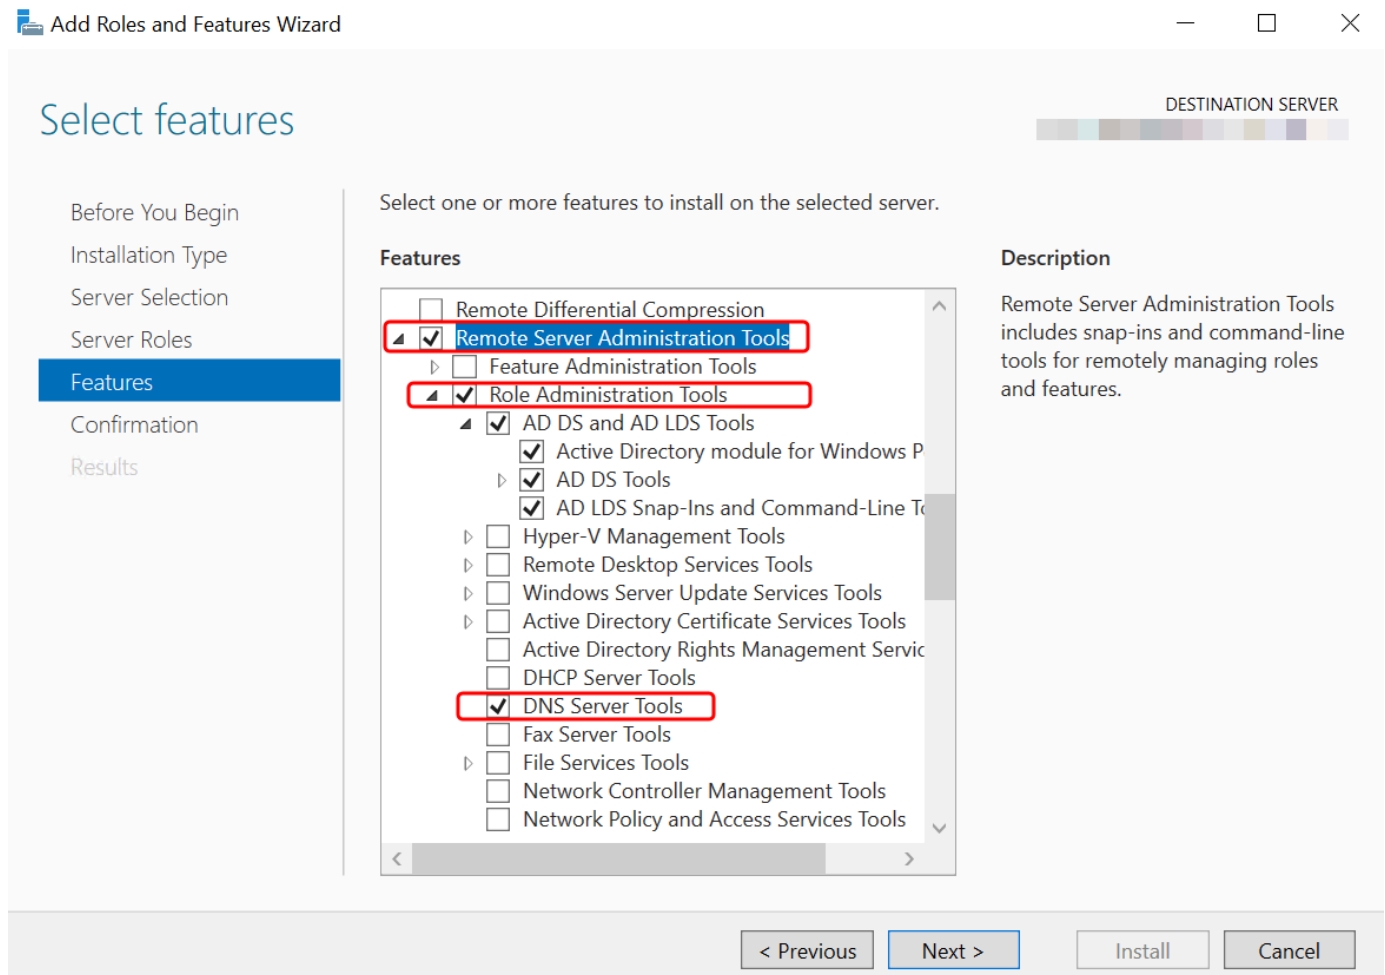 Add Roles and Features Wizard
Select features
DESTINATION SERVER
Before You Begin
Installation Type
Server Selection
Server Roles
Features
Confirmation
Results
Select one or more features to install on the selected server.
Features
Remote Differential Compression
Remote Server Administration Tools
Feature Administration Tools
Role Administration Tools
AD DS and AD LDS Tools
Active Directory module for Windows P
AD DS Tools
AD LDS Snap-Ins and Command-Line To
Hyper-V Management Tools
Remote Desktop Services Tools
Windows Server Update Services Tools
Active Directory Certificate Services Tools
Active Directory Rights Management Servic
DHCP Server Tools
DNS Server Tools
Fax Server Tools
File Services Tools
Network Controller Management Tools
Network Policy and Access Services Tools
Description
Remote Server Administration Tools
includes snap-ins and command-line
tools for remotely managing roles
and features.
< Previous
Next >
Install
Cancel